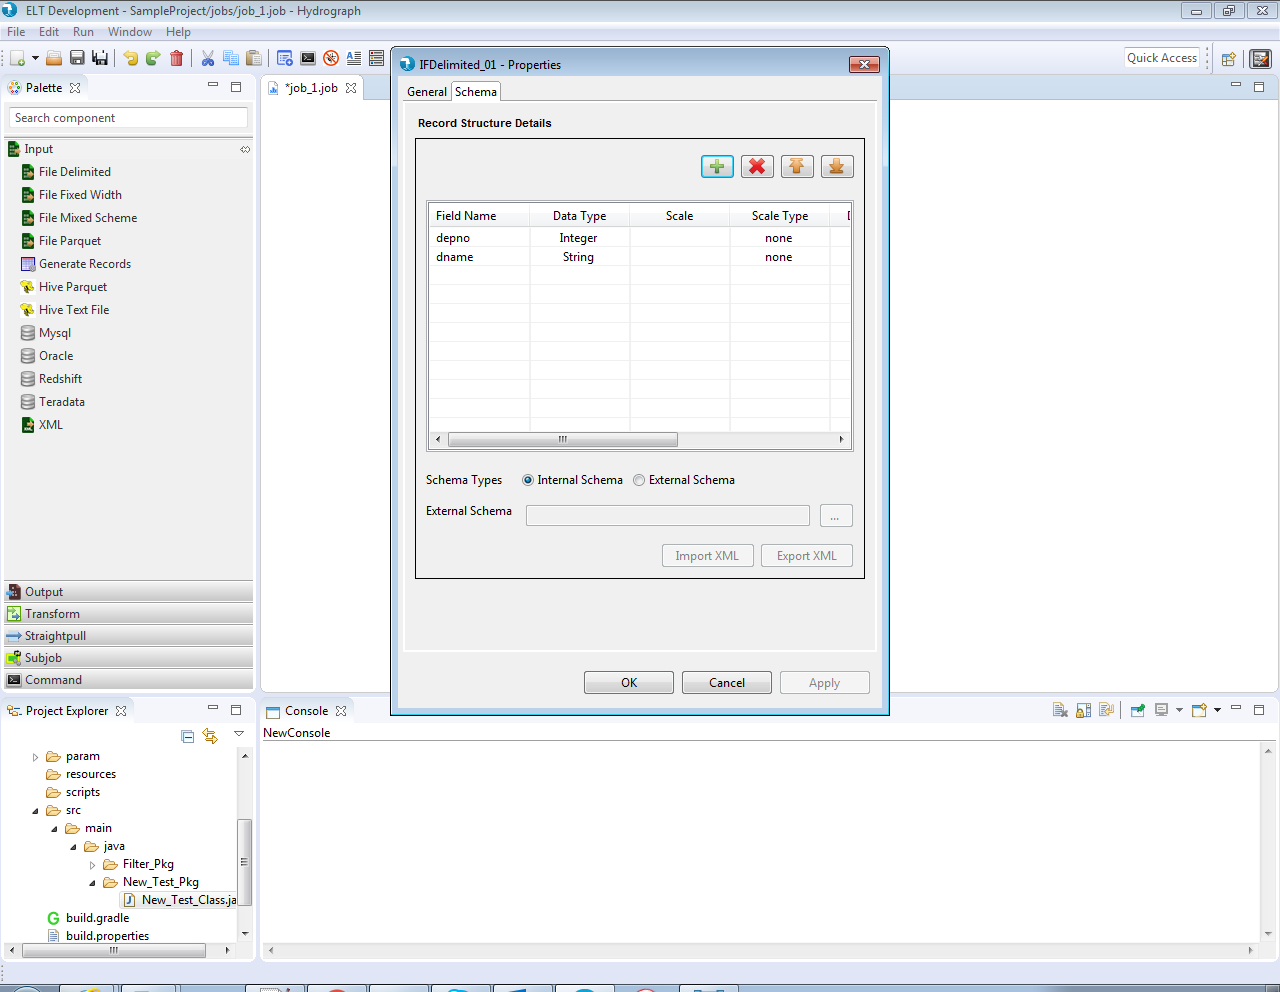 ELT Development - SampleProject/jobs/job_1.job - Hydrograph
File Edit Run Window Help
Quick Access
Palette
Search component
Input
File Delimited
File Fixed Width
File Mixed Scheme
File Parquet
Generate Records
Hive Parquet
Hive Text File
Mysql
Oracle
Redshift
Teradata
XML
Output
Transform
Straightpull
Subjob
Command
*job_1.job
IFDelimited_01 - Properties
General Schema
Record Structure Details
Field Name Data Type Scale Scale Type
depno Integer none
dname String none
Schema Types Internal Schema External Schema
External Schema ...
Import XML Export XML
OK Cancel Apply
Project Explorer
param
resources
scripts
src
main
java
Filter_Pkg
New_Test_Pkg
New_Test_Class.ja
build.gradle
build.properties
Console
NewConsole